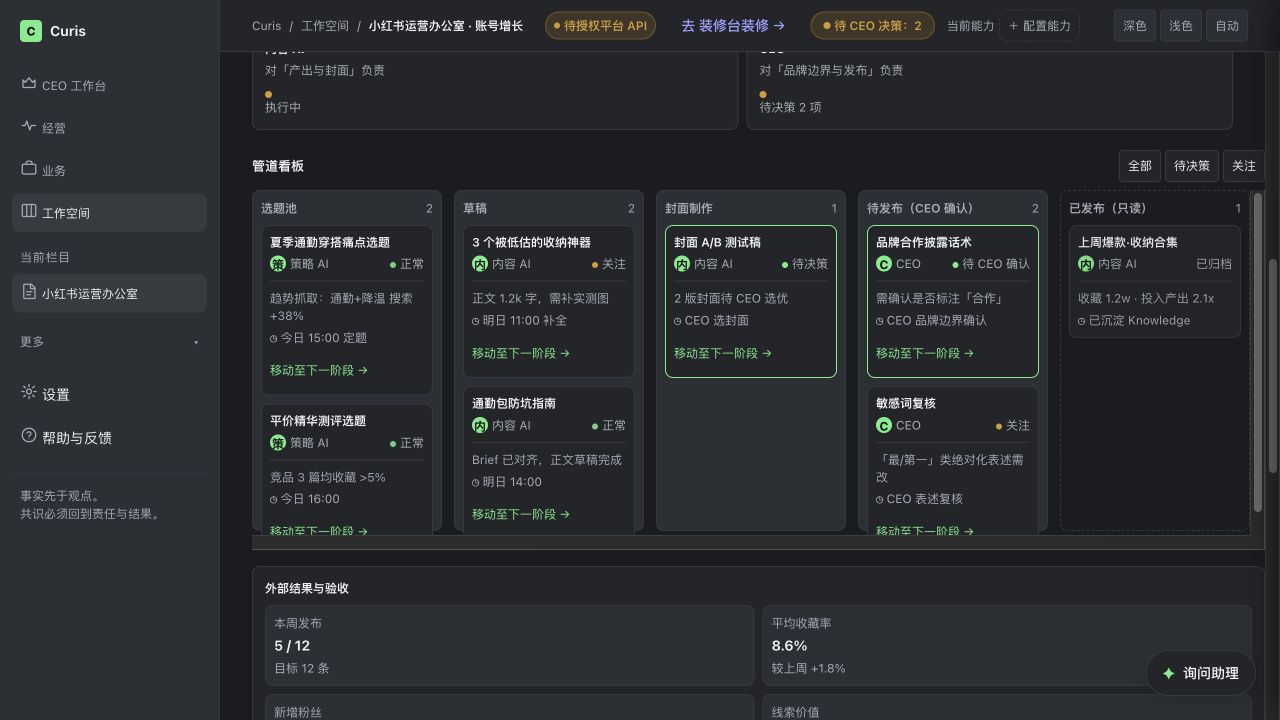 C Curis
CEO 工作台
经营
业务
工作空间
当前栏目
小红书运营办公室
更多
设置
帮助与反馈
事实先于观点。
共识必须回到责任与结果。
Curis / 工作空间 / 小红书运营办公室 · 账号增长
待授权平台 API
去 装修台装修 →
待 CEO 决策：2
当前能力
+ 配置能力
深色
浅色
自动
对「产出与封面」负责
执行中
对「品牌边界与发布」负责
待决策 2 项
管道看板
全部
待决策
关注
选题池 2
夏季通勤穿搭痛点选题
策 策略 AI 正常
趋势抓取：通勤+降温 搜索
+38%
今日 15:00 定题
移动至下一阶段 →
平价精华测评选题
策 策略 AI 正常
竞品 3 篇均收藏 >5%
今日 16:00
移动至下一阶段 →
草稿 2
3 个被低估的收纳神器
内 内容 AI 关注
正文 1.2k 字，需补实测图
明日 11:00 补全
移动至下一阶段 →
通勤包防坑指南
内 内容 AI 正常
Brief 已对齐，正文草稿完成
明日 14:00
移动至下一阶段 →
封面制作 1
封面 A/B 测试稿
内 内容 AI 待决策
2 版封面待 CEO 选优
CEO 选封面
移动至下一阶段 →
待发布（CEO 确认） 2
品牌合作披露话术
C CEO 待 CEO 确认
需确认是否标注「合作」
CEO 品牌边界确认
移动至下一阶段 →
敏感词复核
C CEO 关注
「最/第一」类绝对化表述需
改
CEO 表述复核
移动至下一阶段 →
已发布（只读） 1
上周爆款·收纳合集
内 内容 AI 已归档
收藏 1.2w · 投入产出 2.1x
已沉淀 Knowledge
外部结果与验收
本周发布
5 / 12
目标 12 条
平均收藏率
8.6%
较上周 +1.8%
新增粉丝
线索价值
询问助理